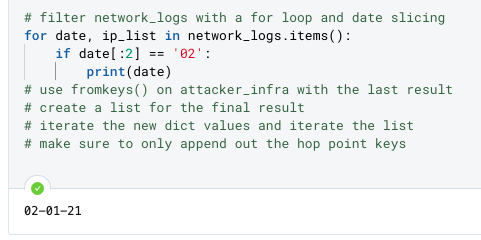 # filter network_logs with a for loop and date slicing
for date, ip_list in network_logs.items():
    if date[:2] == '02':
        print(date)
# use fromkeys() on attacker_infra with the last result
# create a list for the final result
# iterate the new dict values and iterate the list
# make sure to only append out the hop point keys
02-01-21